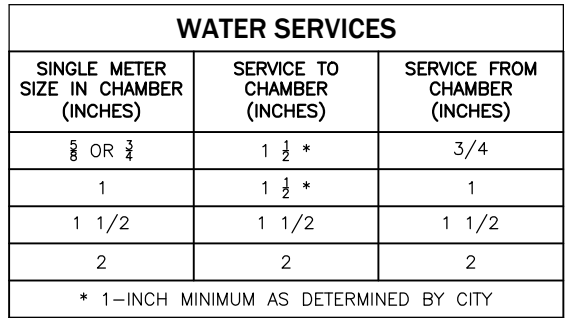 WATER SERVICES
SINGLE METER SIZE IN CHAMBER (INCHES) SERVICE TO CHAMBER (INCHES) SERVICE FROM CHAMBER (INCHES)
5/8 OR 3/4 1 1/2 * 3/4
1 1 1/2 * 1
1 1/2 1 1/2 1 1/2
2 2 2
* 1-INCH MINIMUM AS DETERMINED BY CITY